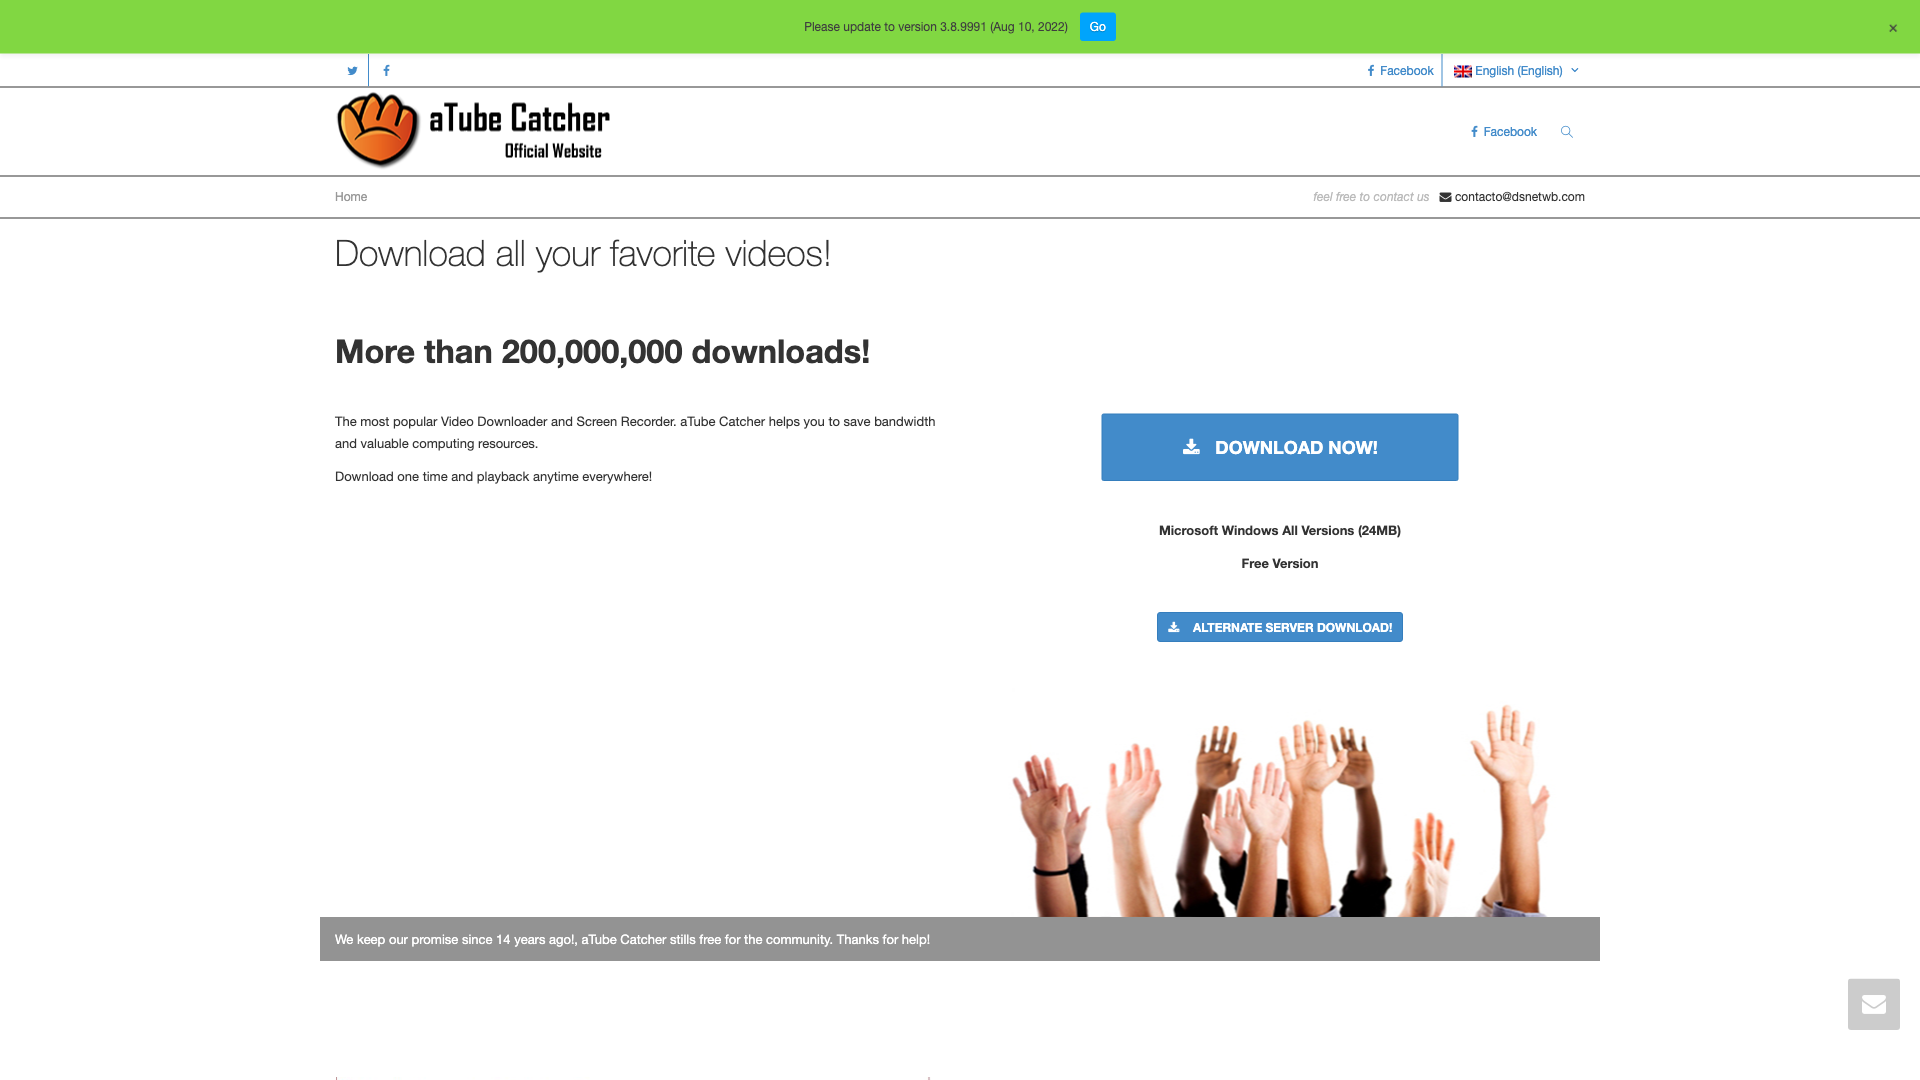 Please update to version 3.8.9991 (Aug 10, 2022) Go ×
Facebook English (English)
aTube Catcher
Official Website
Facebook
Home feel free to contact us contacto@dsnetwb.com
Download all your favorite videos!
More than 200,000,000 downloads!
The most popular Video Downloader and Screen Recorder. aTube Catcher helps you to save bandwidth
and valuable computing resources.
Download one time and playback anytime everywhere!
DOWNLOAD NOW!
Microsoft Windows All Versions (24MB)
Free Version
ALTERNATE SERVER DOWNLOAD!
We keep our promise since 14 years ago!, aTube Catcher stills free for the community. Thanks for help!